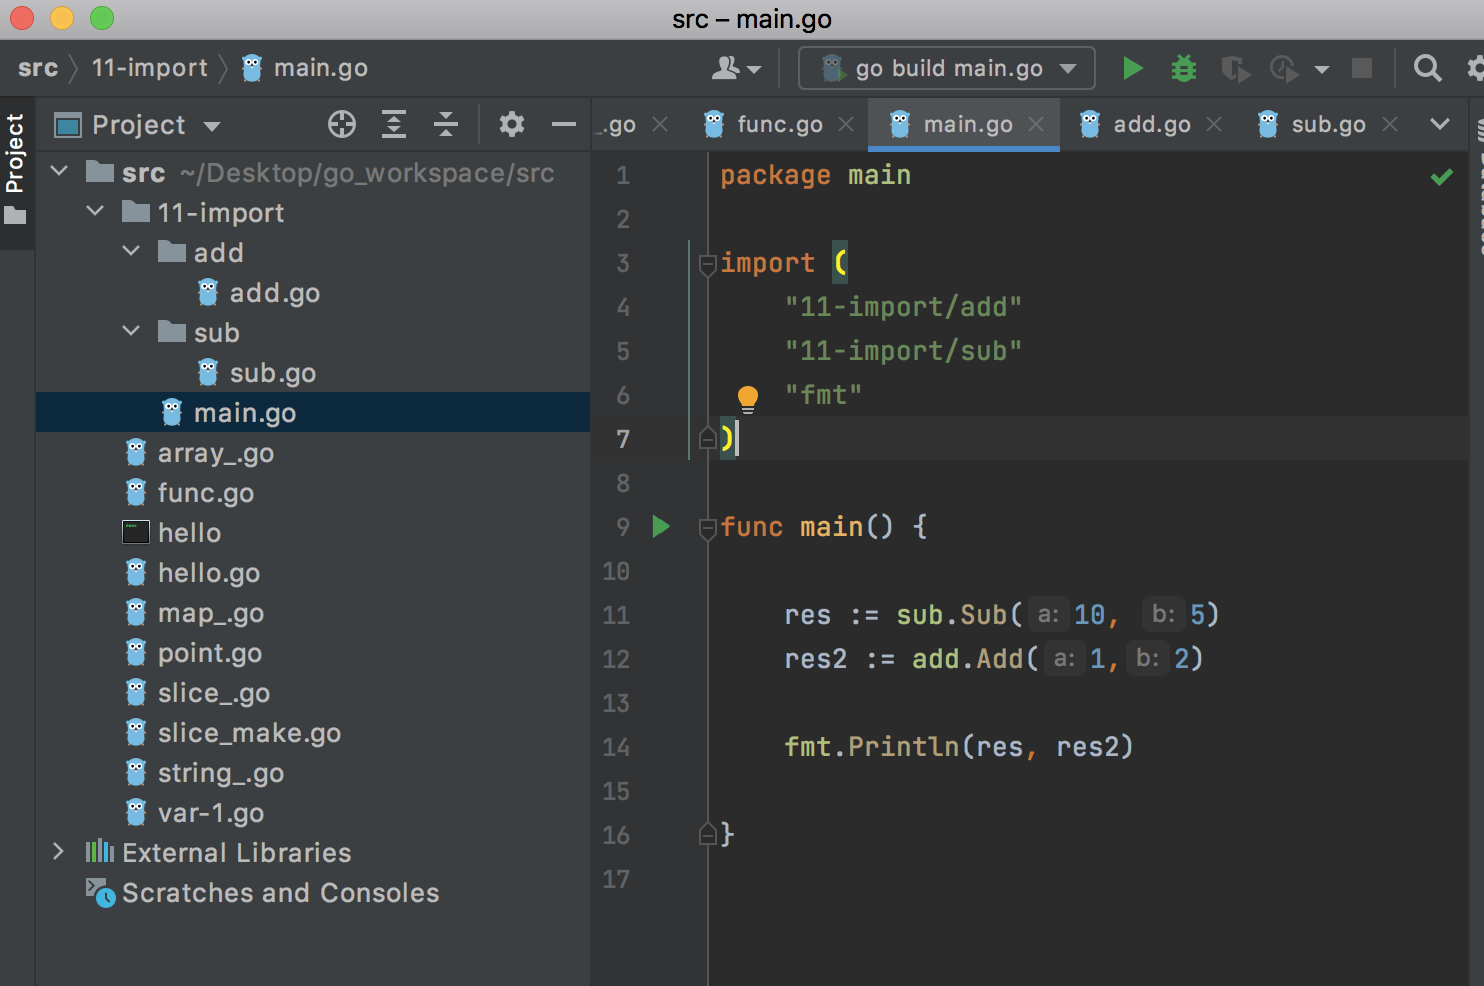 src – main.go
src 11-import main.go
go build main.go
Project
Project
_.go func.go main.go add.go sub.go
src ~/Desktop/go_workspace/src
11-import
add
add.go
sub
sub.go
main.go
array_.go
func.go
hello
hello.go
map_.go
point.go
slice_.go
slice_make.go
string_.go
var-1.go
External Libraries
Scratches and Consoles
1 package main
2
3 import (
4 "11-import/add"
5 "11-import/sub"
6 "fmt"
7 )
8
9 func main() {
10
11 res := sub.Sub( a: 10, b: 5)
12 res2 := add.Add( a: 1, b: 2)
13
14 fmt.Println(res, res2)
15
16 }
17